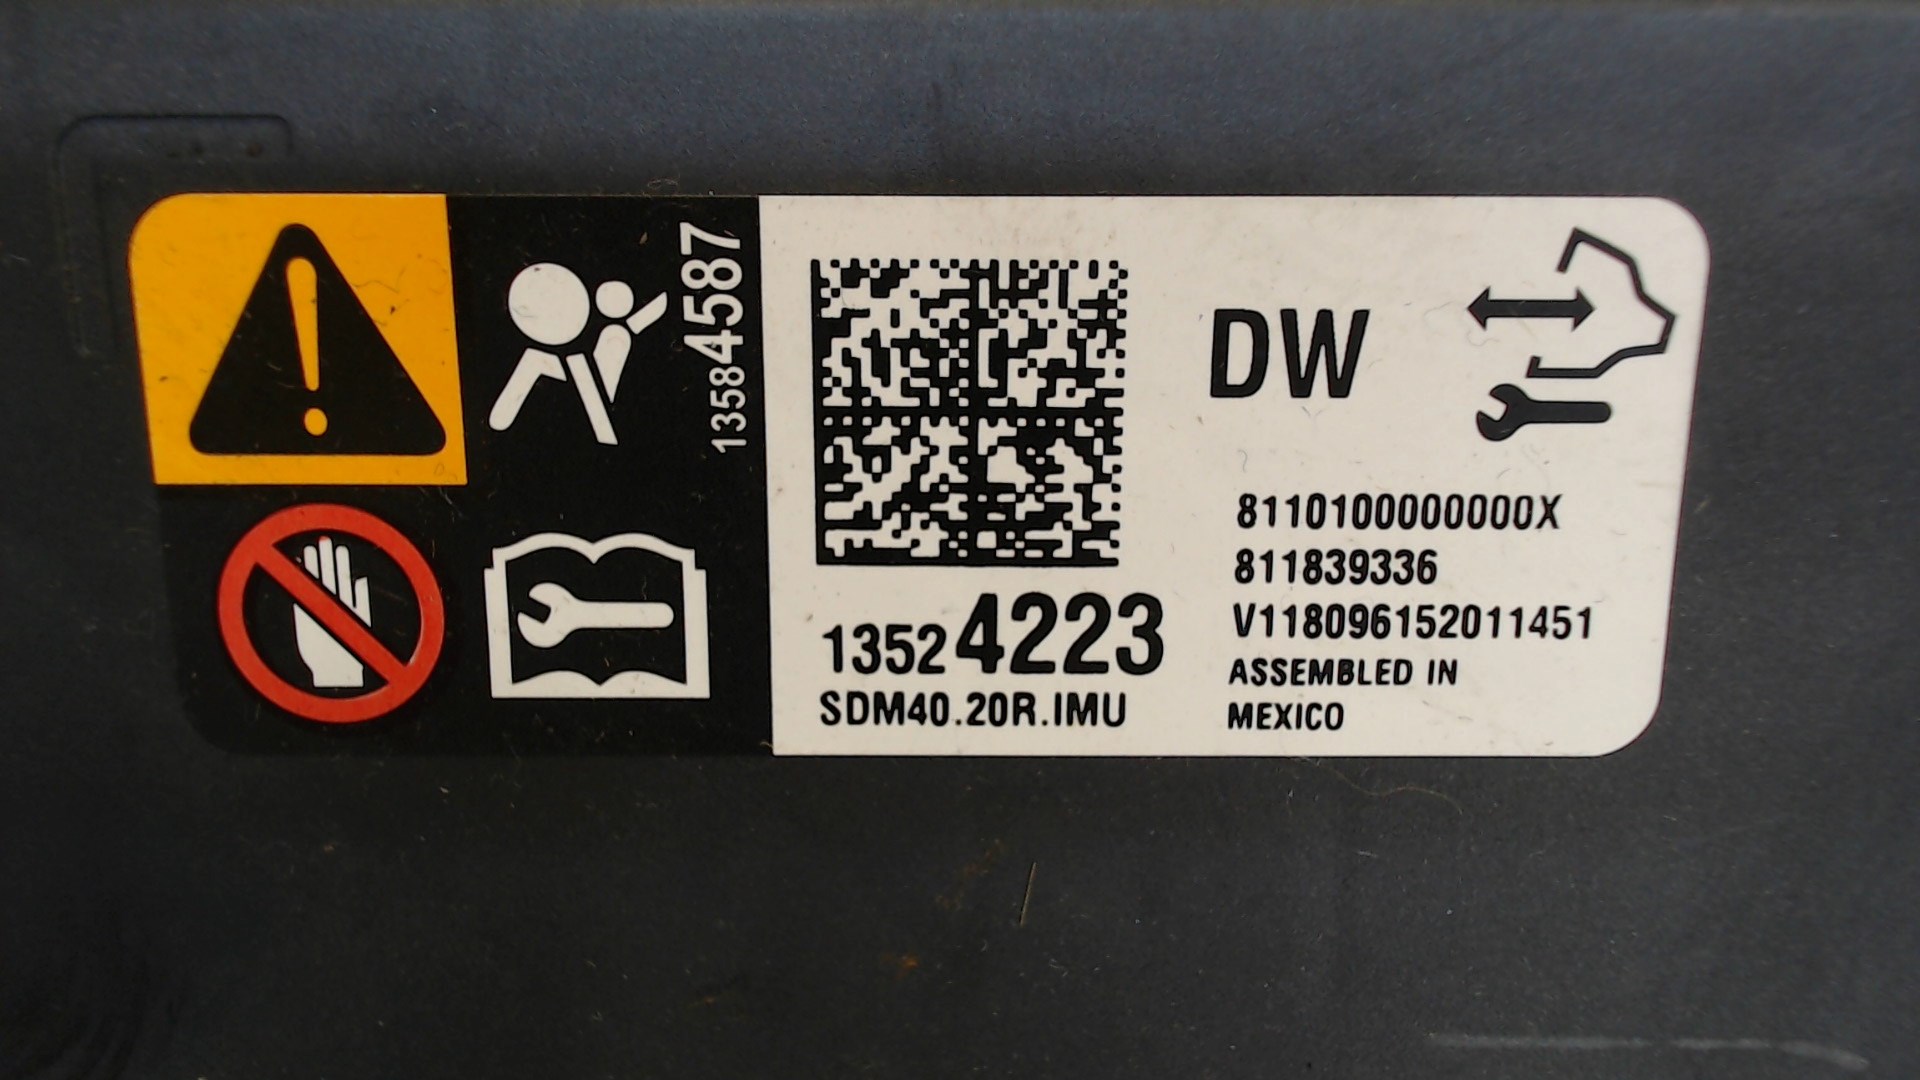 13584587
DW
8110100000000X
811839336
V118096152011451
ASSEMBLED IN
MEXICO
13524223
SDM40.20R.IMU